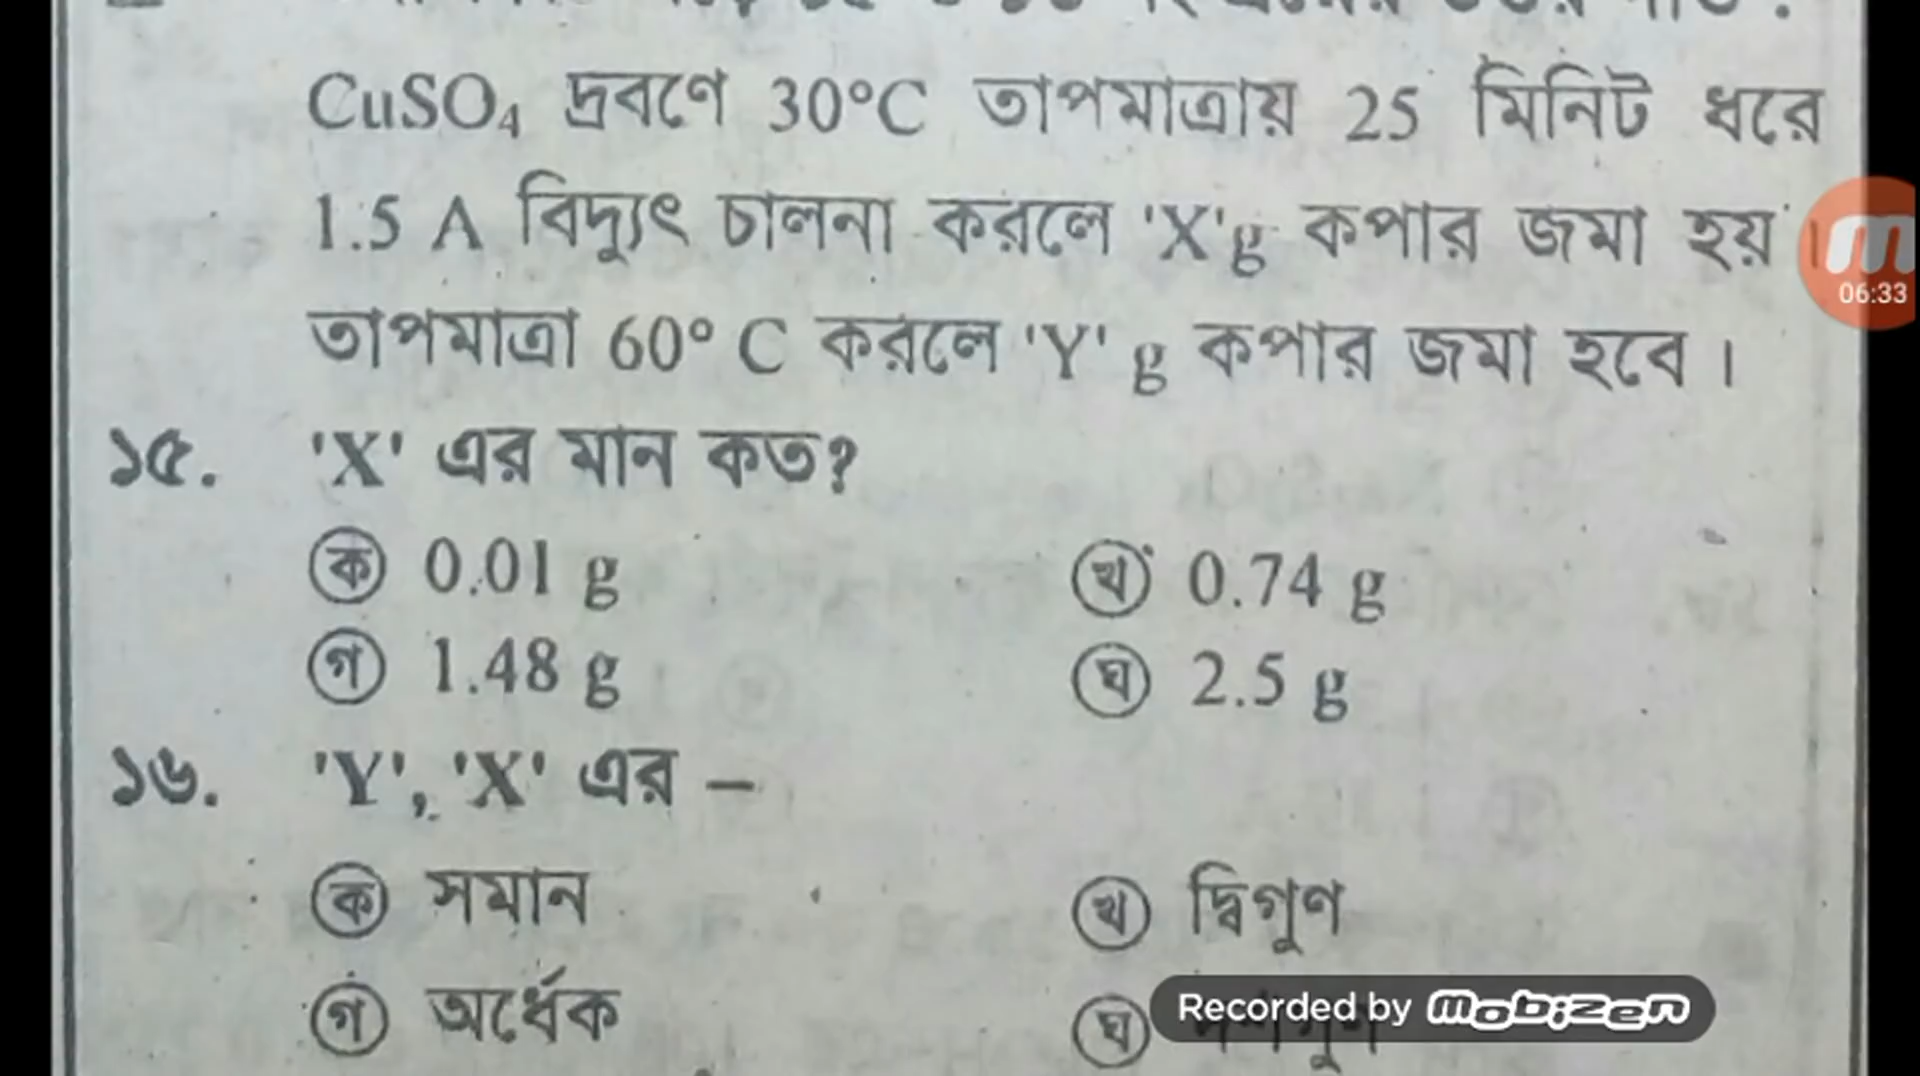 CuSO₄ দ্রবণে 30°C তাপমাত্রায় 25 মিনিট ধরে
1.5 A বিদ্যুৎ চালনা করলে 'X'g কপার জমা হয়।
06:33
তাপমাত্রা 60° C করলে 'Y' g কপার জমা হবে।
১৫. 'X' এর মান কত?
ক 0.01 g খ 0.74 g
গ 1.48 g ঘ 2.5 g
১৬. 'Y', 'X' এর –
ক সমান খ দ্বিগুণ
গ অর্ধেক ঘ
Recorded by mobizen